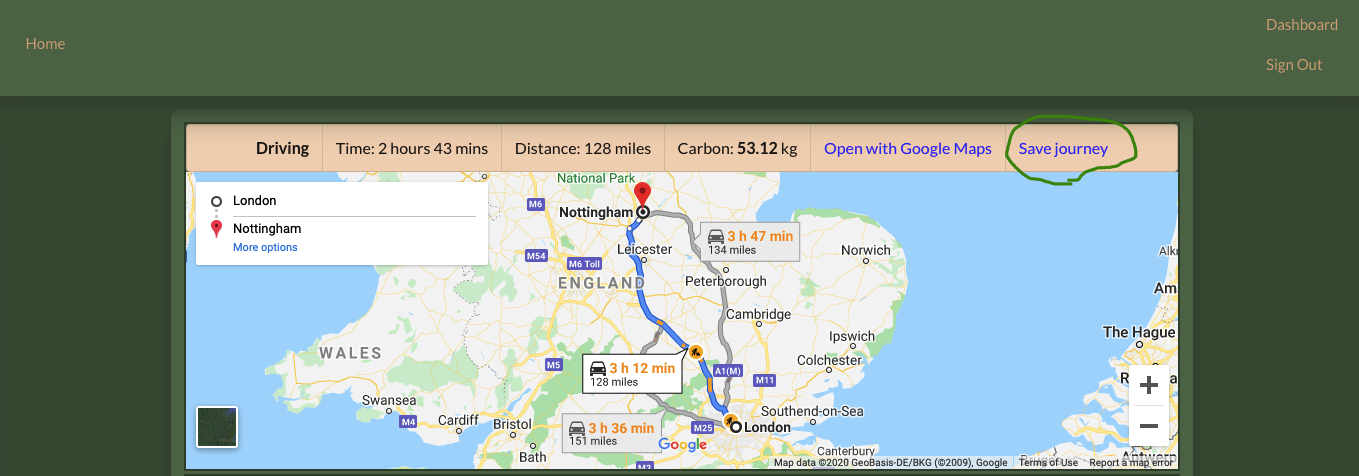 Home
Dashboard
Sign Out
Driving
Time: 2 hours 43 mins
Distance: 128 miles
Carbon: 53.12 kg
Open with Google Maps
Save journey
London
Nottingham
More options
National Park
M6
Nottingham
3 h 47 min
134 miles
Leicester
Norwich
M54
M6 Toll
ENGLAND
Peterborough
Cambridge
Ipswich
The Hague
WALES
Colchester
M5
3 h 12 min
128 miles
A1(M)
M11
Swansea
M4
Cardiff
Bristol
3 h 36 min
151 miles
M25
London
Southend-on-Sea
Google
Bath
Canterbury
M3
Map data ©2020 GeoBasis-DE/BKG (©2009), Google
Terms of Use
Report a map error